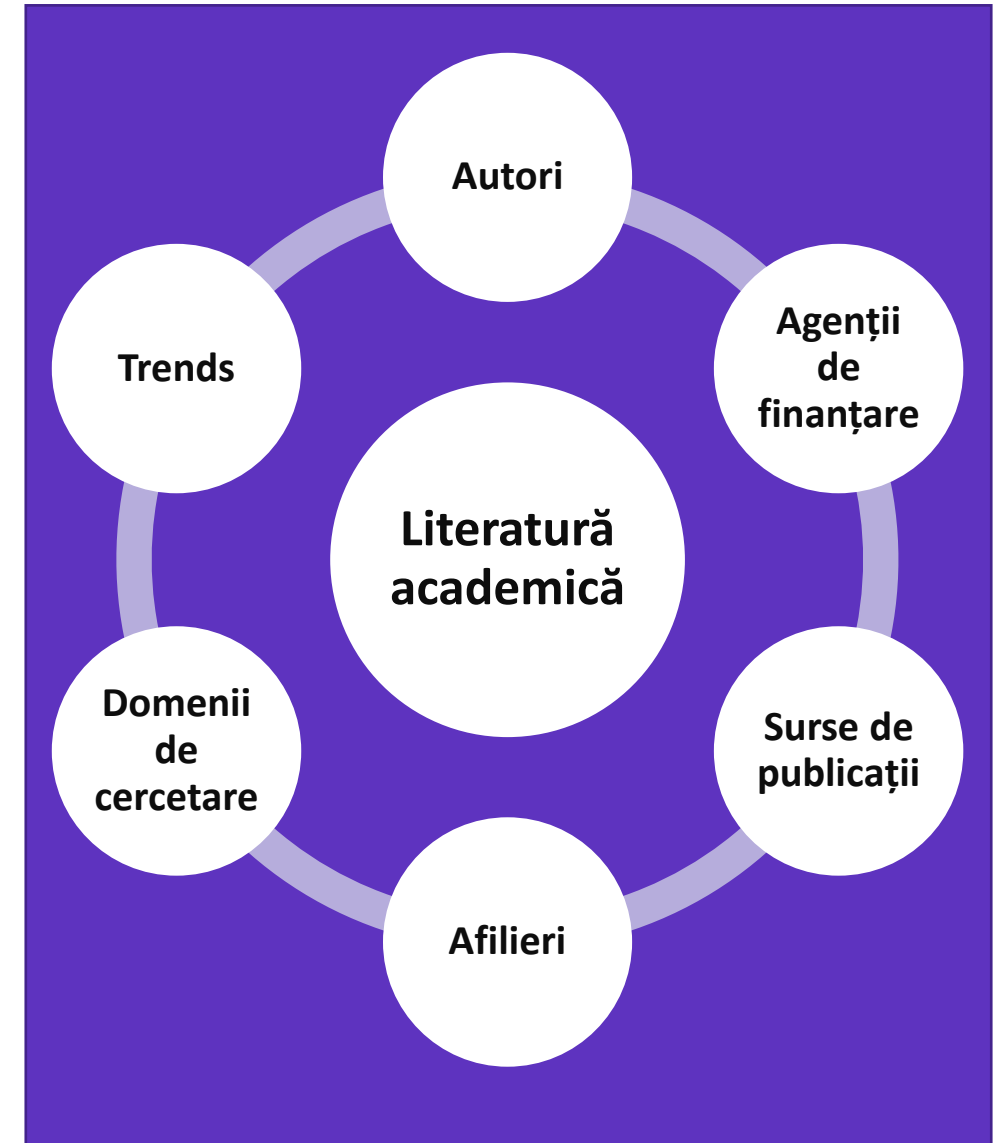 Autori
Agenții
de
finanțare
Surse de
publicații
Afilieri
Domenii
de
cercetare
Trends
Literatură
academică